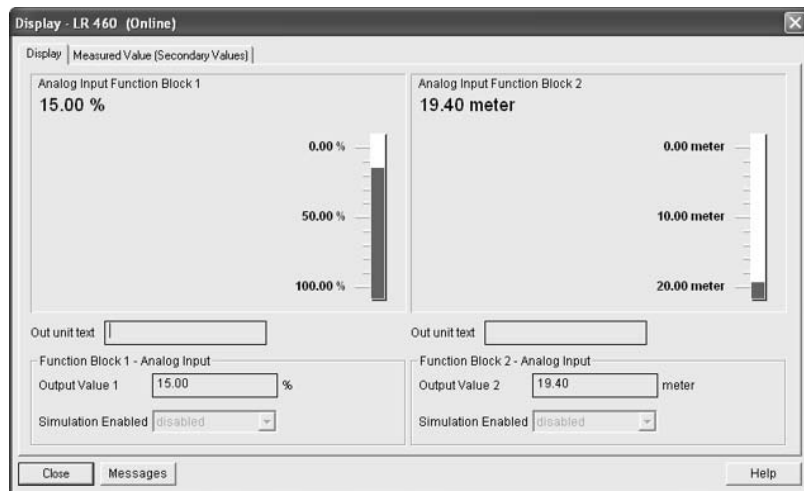 Display - LR 460 (Online)
Display
Measured Value (Secondary Values)
Analog Input Function Block 1
15.00 %
0.00 %
50.00 %
100.00 %
Out unit text
Function Block 1 - Analog Input
Output Value 1
15.00
%
Simulation Enabled
disabled
Analog Input Function Block 2
19.40 meter
0.00 meter
10.00 meter
20.00 meter
Out unit text
Function Block 2 - Analog Input
Output Value 2
19.40
meter
Simulation Enabled
disabled
Close
Messages
Help